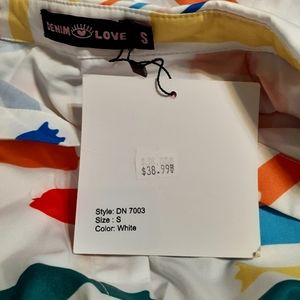 DENIM LOVE S
$38.99
Style: DN 7003
Size : S
Color: White